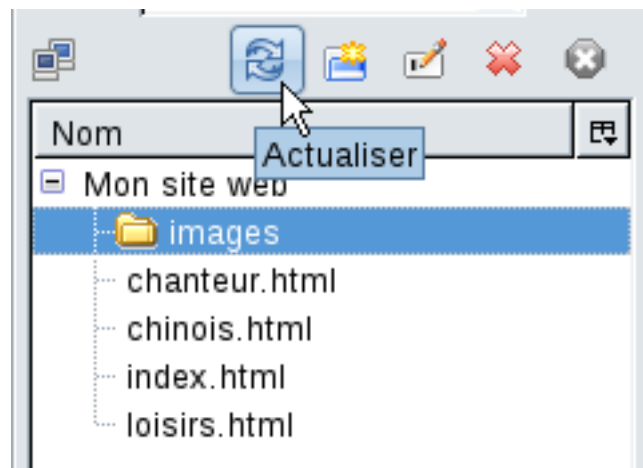 Nom
Actualiser
Mon site web
images
chanteur.html
chinois.html
index.html
loisirs.html